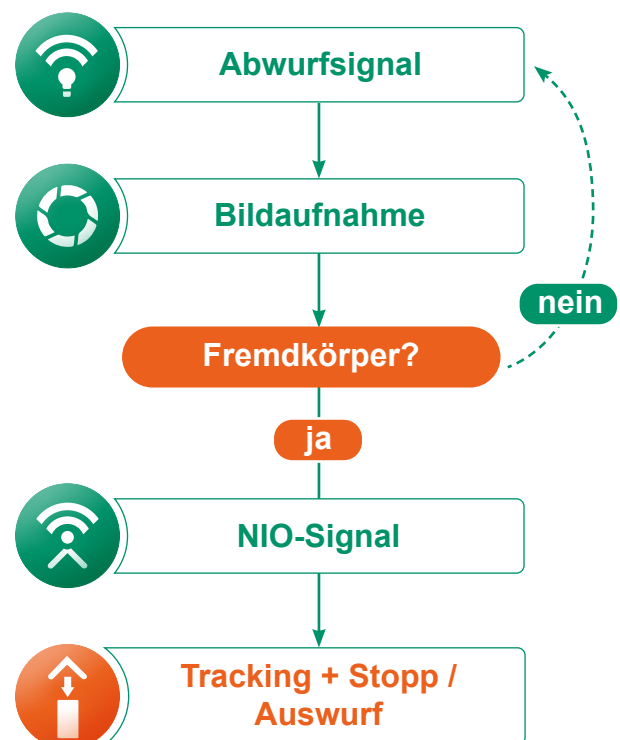 Abwurfsignal
Bildaufnahme
nein
Fremdkörper?
ja
NIO-Signal
Tracking + Stopp /
Auswurf